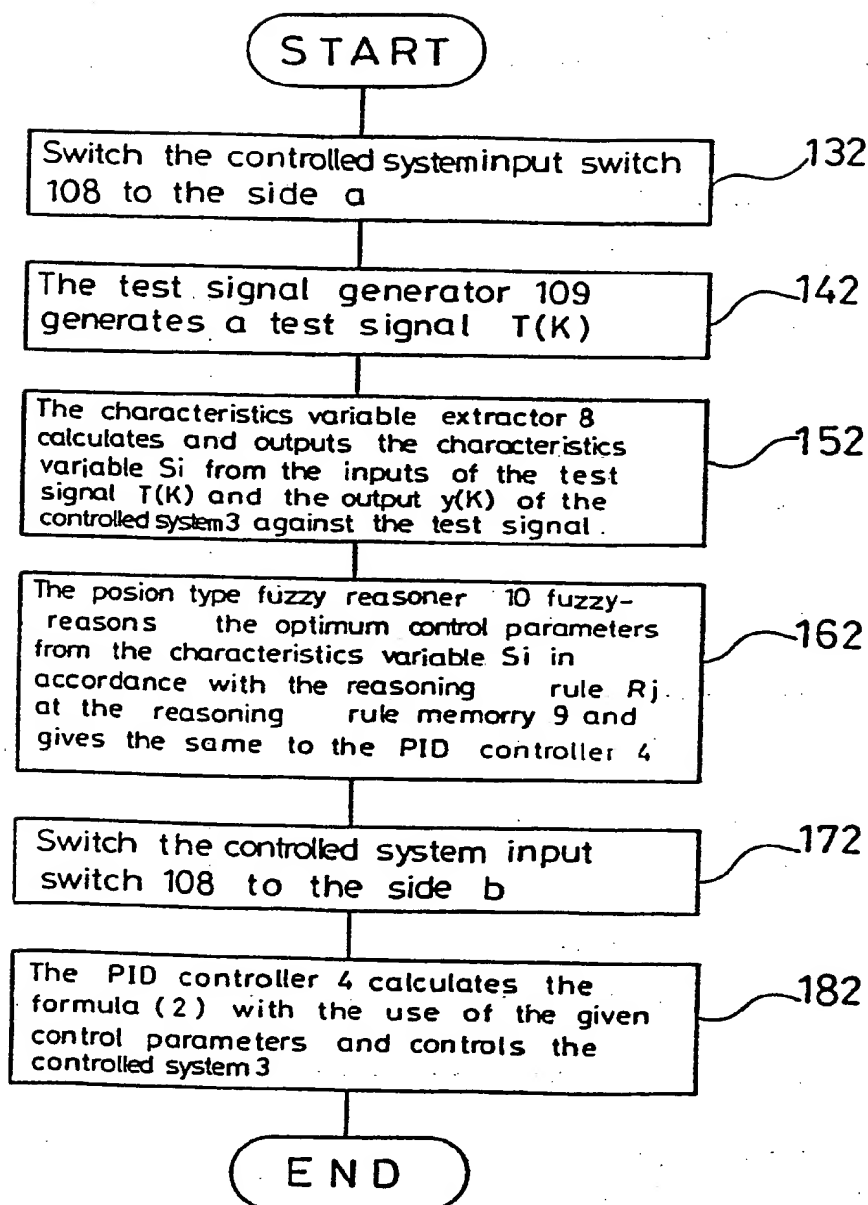 START
Switch the controlled system input switch
108 to the side a
132
The test signal generator 109
generates a test signal T(K)
142
The characteristics variable extractor 8
calculates and outputs the characteristics
variable Si from the inputs of the test
signal T(K) and the output y(K) of the
controlled system 3 against the test signal.
152
The posion type fuzzy reasoner 10 fuzzy-
reasons the optimum control parameters
from the characteristics variable Si in
accordance with the reasoning rule Rj.
at the reasoning rule memorry 9 and
gives the same to the PID controller 4
162
Switch the controlled system input
switch 108 to the side b
172
The PID controller 4 calculates the
formula (2) with the use of the given
control parameters and controls the
controlled system 3
182
END